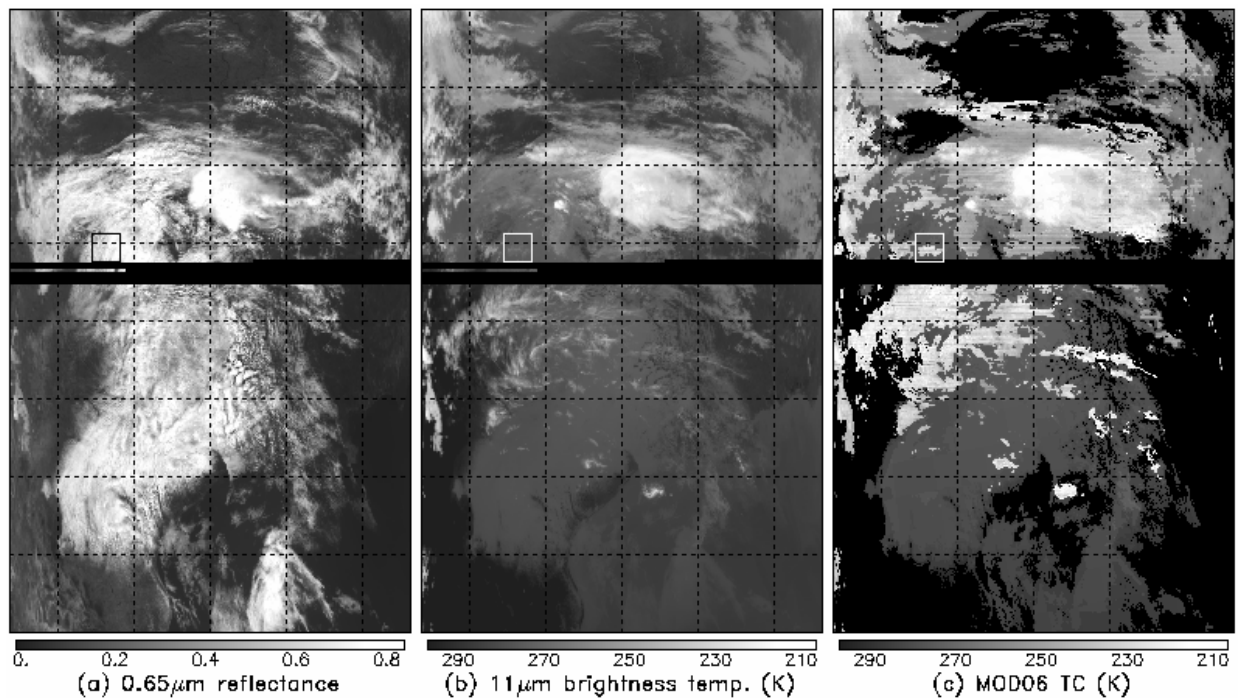 0. 0.2 0.4 0.6 0.8
290 270 250 230 210
290 270 250 230 210
(a) 0.65μm reflectance
(b) 11μm brightness temp. (K)
(c) MOD06 TC (K)